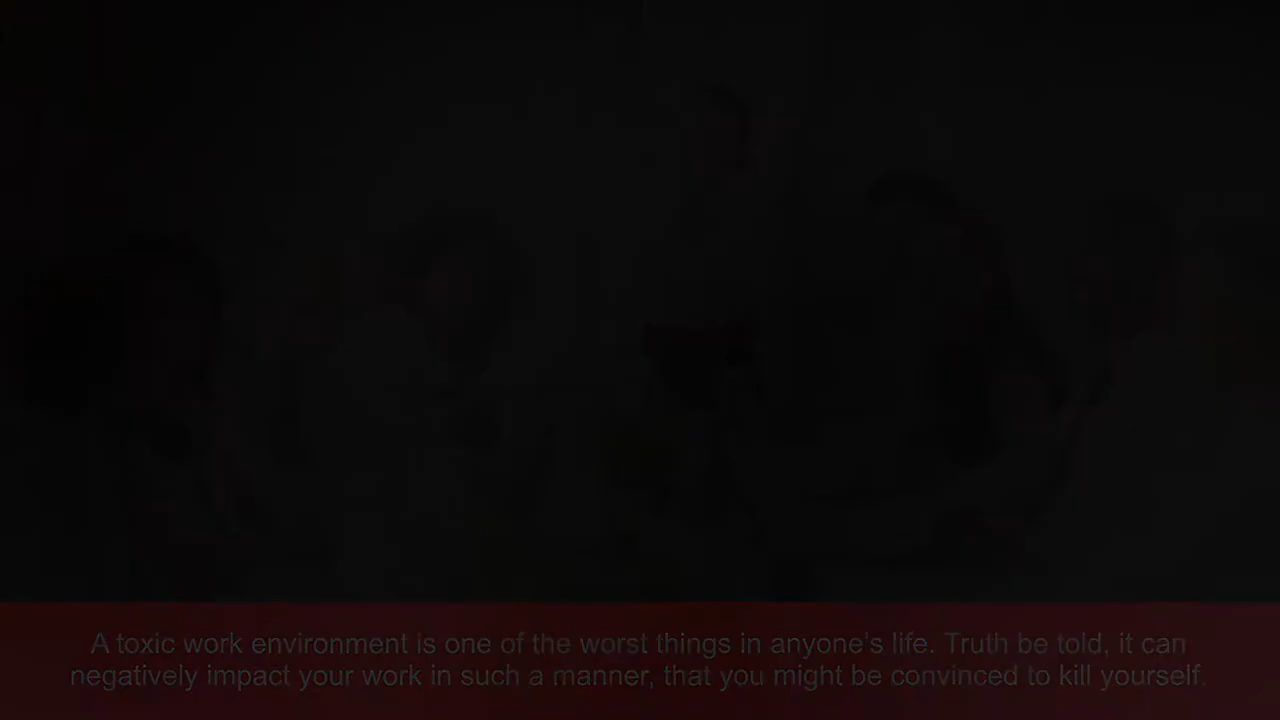 A toxic work environment is one of the worst things in anyone's life. Truth be told, it can
negatively impact your work in such a manner, that you might be convinced to kill yourself.